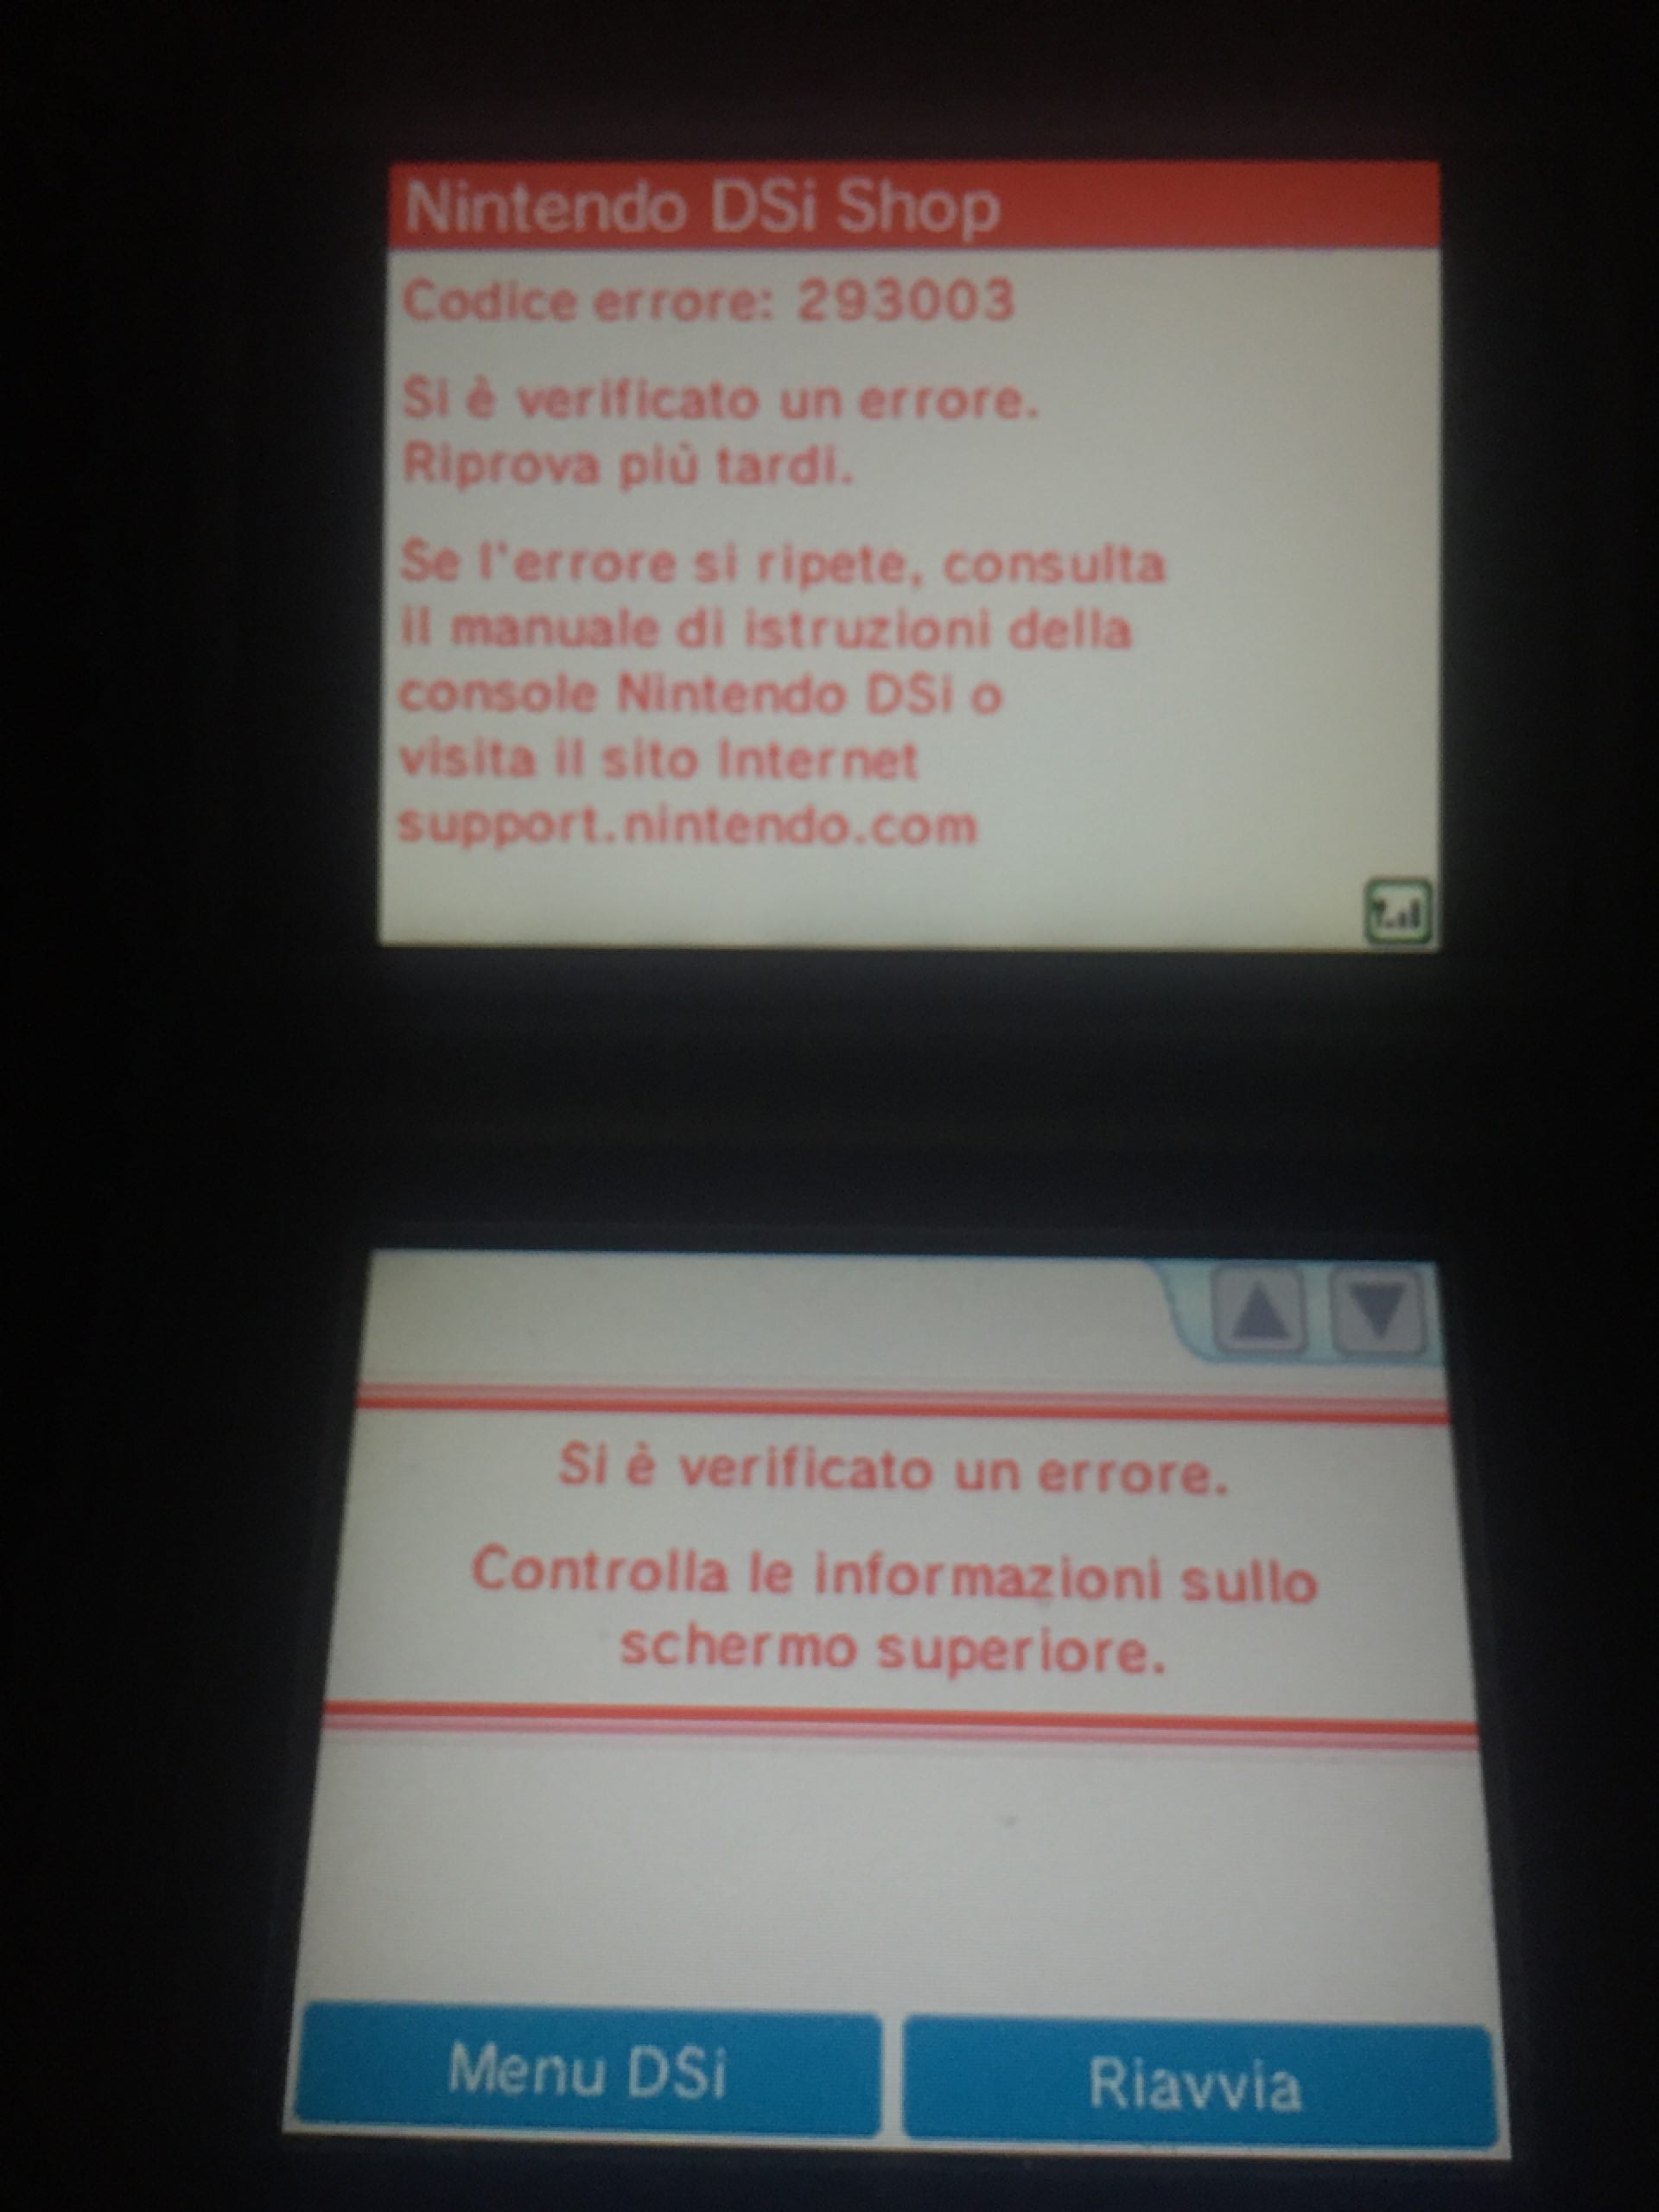 Nintendo DSi Shop
Codice errore: 293003
Si è verificato un errore.
Riprova più tardi.
Se l'errore si ripete, consulta
il manuale di istruzioni della
console Nintendo DSi o
visita il sito Internet
support.nintendo.com
Si è verificato un errore.
Controlla le informazioni sullo
schermo superiore.
Menu DSi
Riavvia